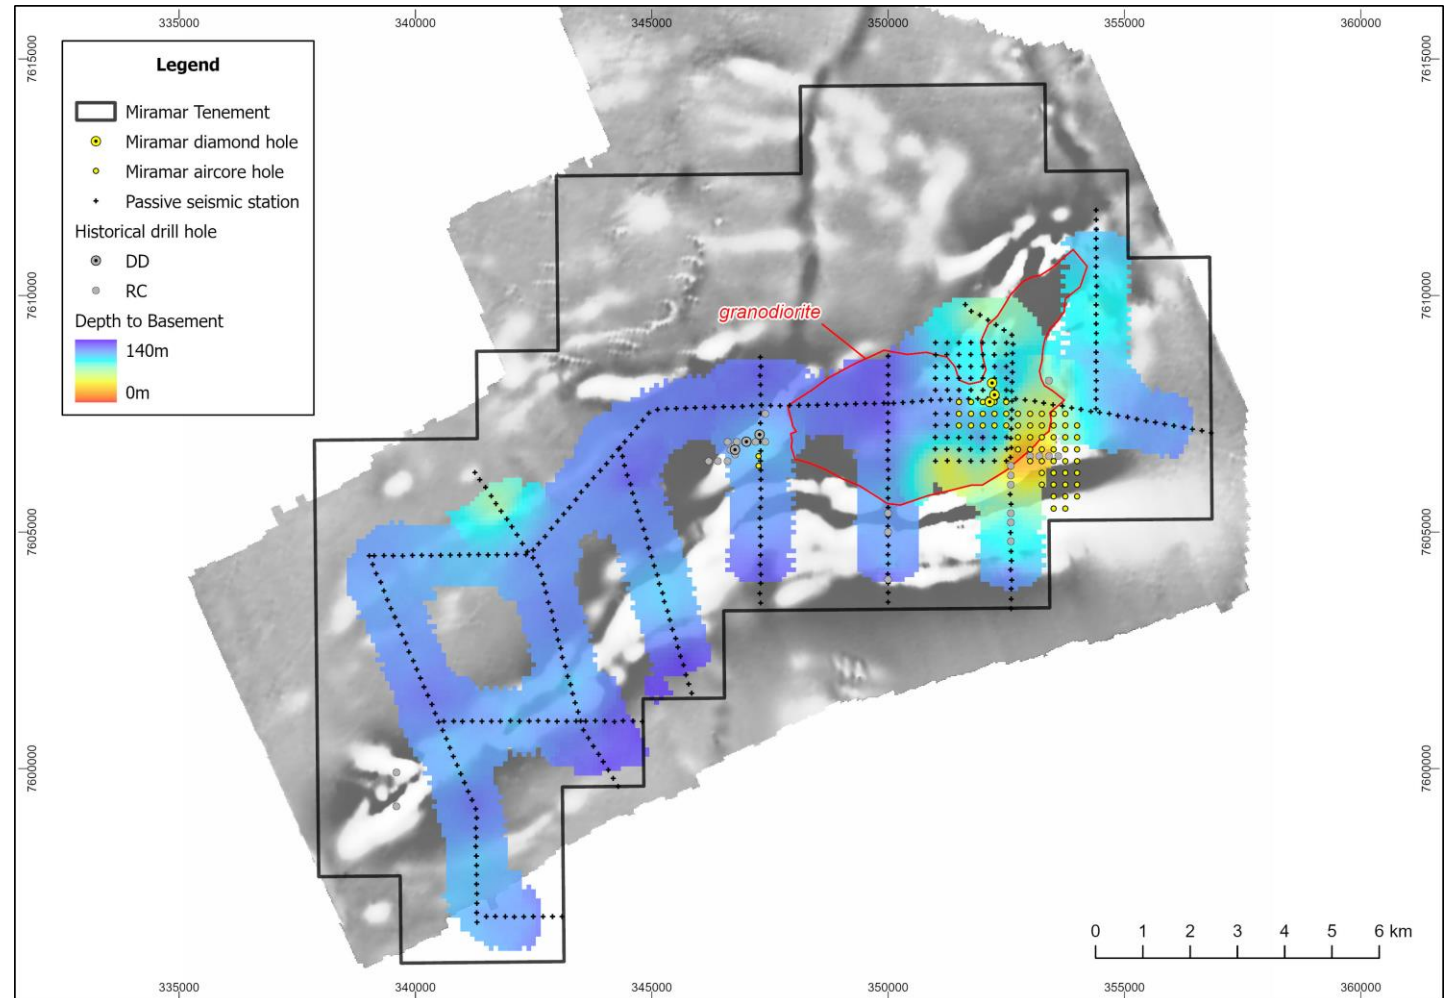 335000 340000 345000 350000 355000 360000
7615000 7615000
Legend
Miramar Tenement
Miramar diamond hole
Miramar aircore hole
Passive seismic station
Historical drill hole
DD
RC
Depth to Basement
140m
0m
7610000 7610000
granodiorite
7605000 7605000
7600000 7600000
0 1 2 3 4 5 6 km
335000 340000 345000 350000 355000 360000